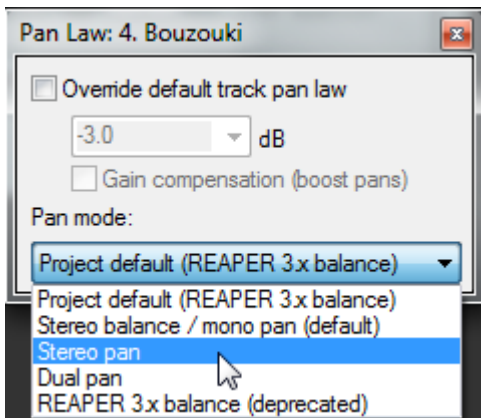 Pan Law: 4. Bouzouki
Override default track pan law
-3.0 dB
Gain compensation (boost pans)
Pan mode:
Project default (REAPER 3.x balance)
Project default (REAPER 3.x balance)
Stereo balance / mono pan (default)
Stereo pan
Dual pan
REAPER 3.x balance (deprecated)